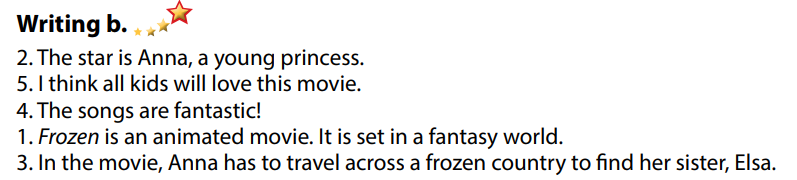 Writing b.
2. The star is Anna, a young princess.
5. I think all kids will love this movie.
4. The songs are fantastic!
1. Frozen is an animated movie. It is set in a fantasy world.
3. In the movie, Anna has to travel across a frozen country to find her sister, Elsa.